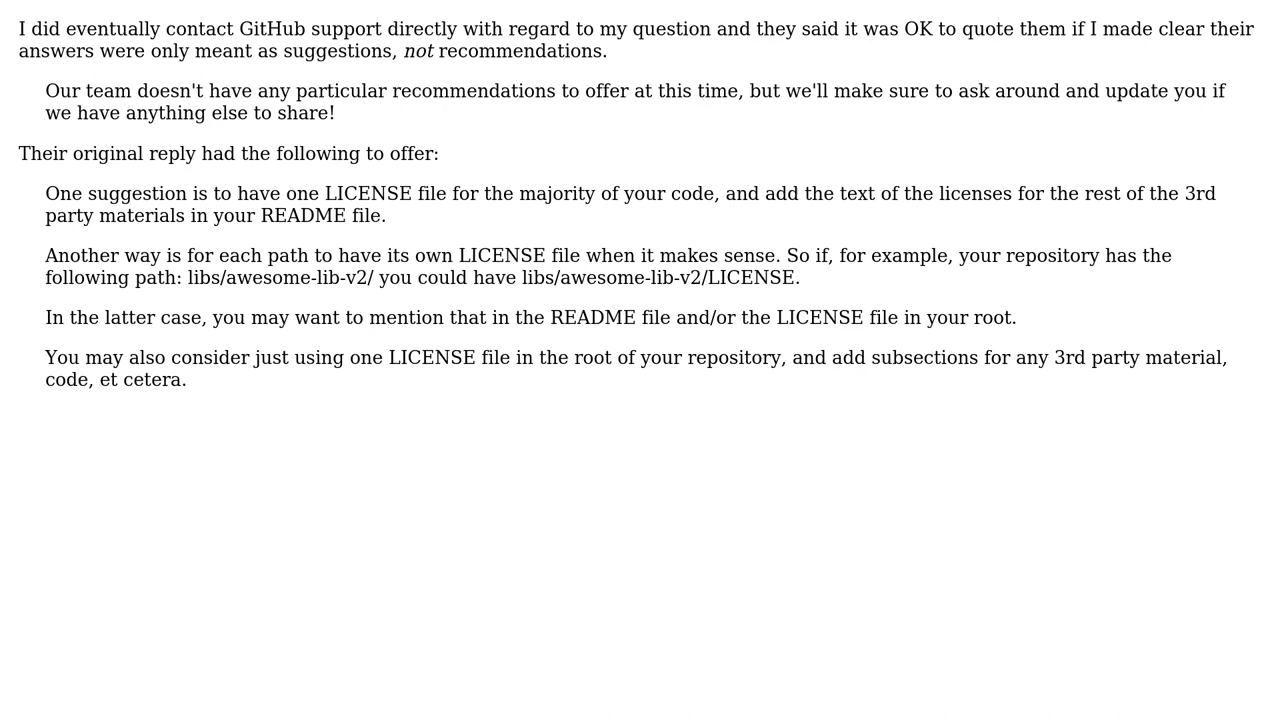 I did eventually contact GitHub support directly with regard to my question and they said it was OK to quote them if I made clear their
answers were only meant as suggestions, not recommendations.
Our team doesn't have any particular recommendations to offer at this time, but we'll make sure to ask around and update you if
we have anything else to share!
Their original reply had the following to offer:
One suggestion is to have one LICENSE file for the majority of your code, and add the text of the licenses for the rest of the 3rd
party materials in your README file.
Another way is for each path to have its own LICENSE file when it makes sense. So if, for example, your repository has the
following path: libs/awesome-lib-v2/ you could have libs/awesome-lib-v2/LICENSE.
In the latter case, you may want to mention that in the README file and/or the LICENSE file in your root.
You may also consider just using one LICENSE file in the root of your repository, and add subsections for any 3rd party material,
code, et cetera.